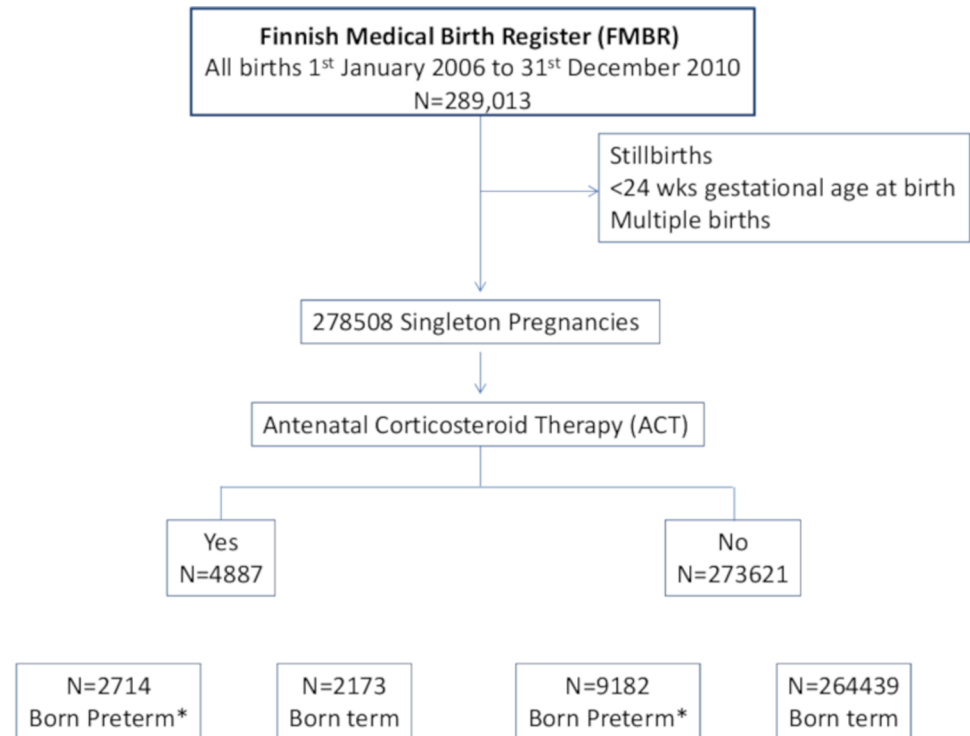 Finnish Medical Birth Register (FMBR)
All births 1st January 2006 to 31st December 2010
N=289,013
Stillbirths
<24 wks gestational age at birth
Multiple births
278508 Singleton Pregnancies
Antenatal Corticosteroid Therapy (ACT)
Yes
N=4887
No
N=273621
N=2714
Born Preterm*
N=2173
Born term
N=9182
Born Preterm*
N=264439
Born term